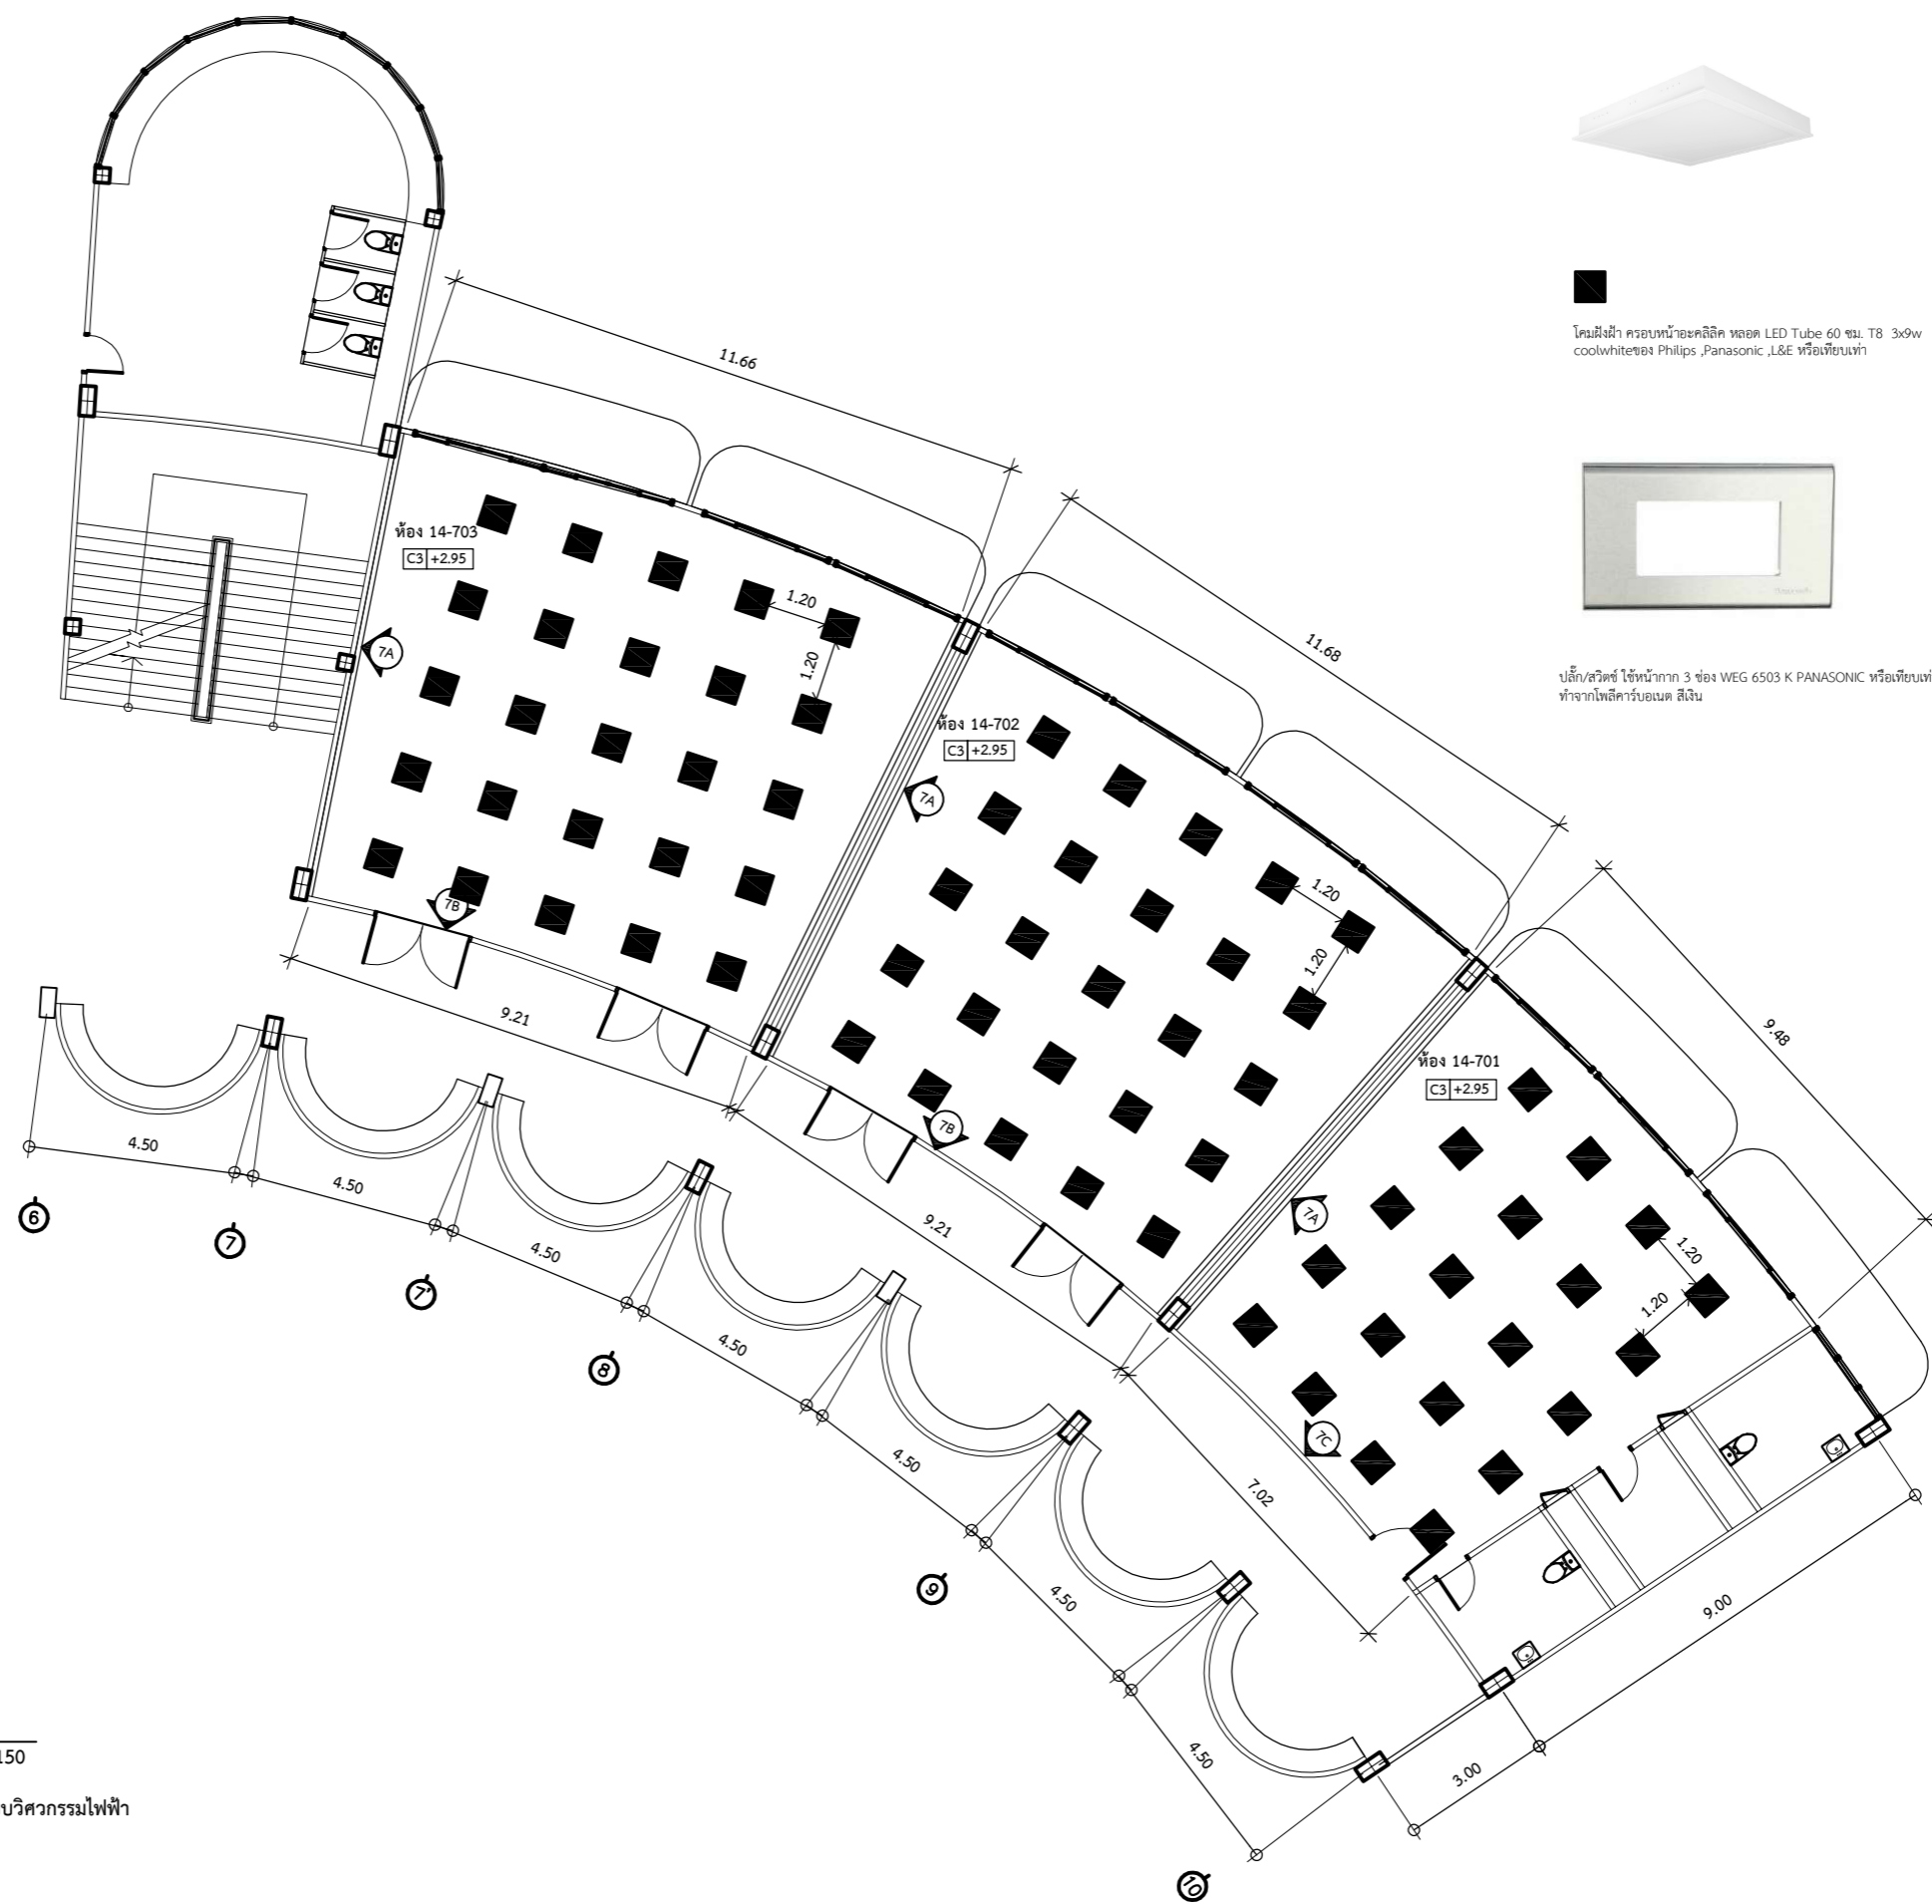 โคมฝังฝ้า ครอบหน้าอะคลิลิค หลอด LED Tube 60 ซม. T8 3x9w
coolwhiteของ Philips ,Panasonic ,L&E หรือเทียบเท่า
ปลั๊ก/สวิตซ์ ใช้หน้ากาก 3 ช่อง WEG 6503 K PANASONIC หรือเทียบเท่
ทำจากโพลีคาร์บอเนต สีเงิน
11.66
ห้อง 14-703
C3 +2.95
1.20
1.20
7A
7B
9.21
11.68
ห้อง 14-702
C3 +2.95
7A
1.20
1.20
7B
9.21
9.48
ห้อง 14-701
C3 +2.95
7A
1.20
1.20
7C
7.02
9.00
3.00
4.50
4.50
4.50
4.50
4.50
4.50
4.50
6
7
7'
8
9
10
150
บวิศวกรรมไฟฟ้า